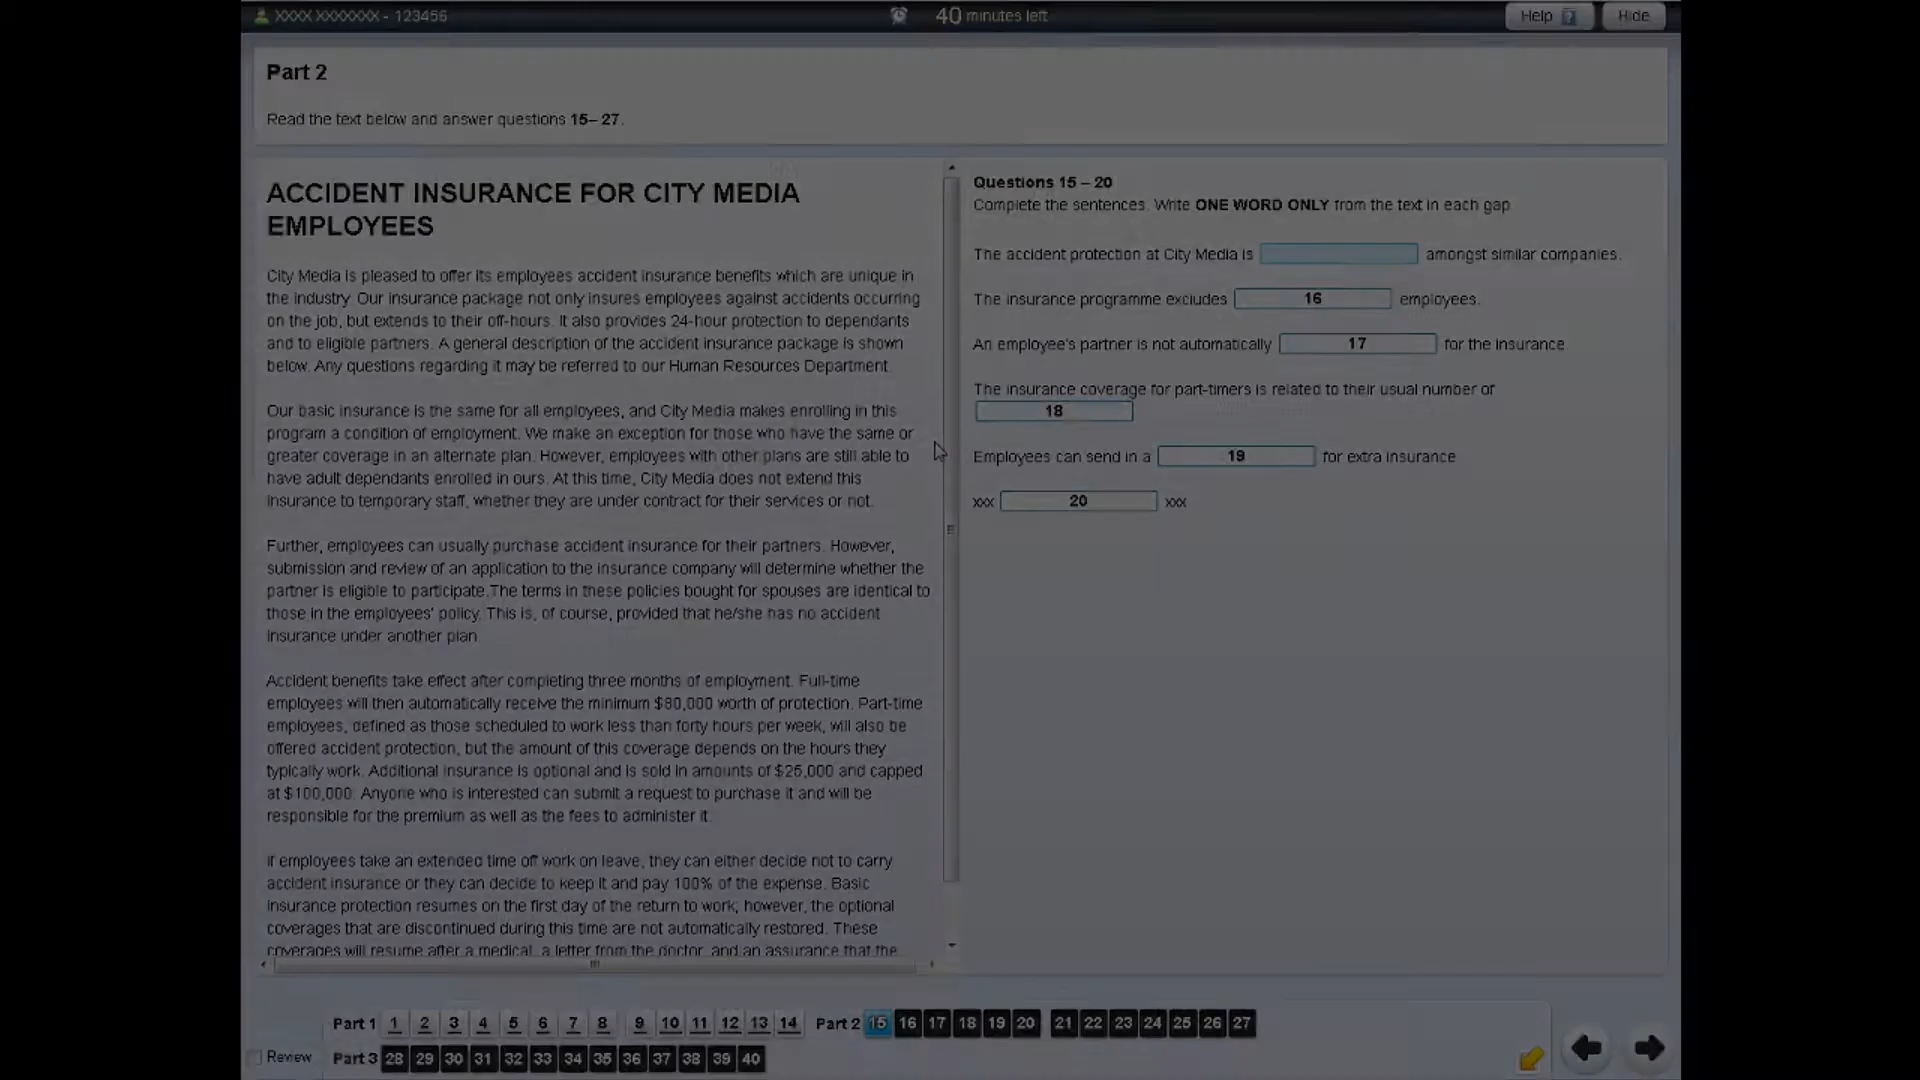 XXXX XXXXXXX - 123456
40 minutes left
Help ?
Hide
Part 2
Read the text below and answer questions 15– 27.
ACCIDENT INSURANCE FOR CITY MEDIA
EMPLOYEES
City Media is pleased to offer its employees accident insurance benefits which are unique in
the industry. Our insurance package not only insures employees against accidents occurring
on the job, but extends to their off-hours. It also provides 24-hour protection to dependants
and to eligible partners. A general description of the accident insurance package is shown
below. Any questions regarding it may be referred to our Human Resources Department.
Our basic insurance is the same for all employees, and City Media makes enrolling in this
program a condition of employment. We make an exception for those who have the same or
greater coverage in an alternate plan. However, employees with other plans are still able to
have adult dependants enrolled in ours. At this time, City Media does not extend this
insurance to temporary staff, whether they are under contract for their services or not.
Further, employees can usually purchase accident insurance for their partners. However,
submission and review of an application to the insurance company will determine whether the
partner is eligible to participate.The terms in these policies bought for spouses are identical to
those in the employees' policy. This is, of course, provided that he/she has no accident
insurance under another plan.
Accident benefits take effect after completing three months of employment. Full-time
employees will then automatically receive the minimum $80,000 worth of protection. Part-time
employees, defined as those scheduled to work less than forty hours per week, will also be
offered accident protection, but the amount of this coverage depends on the hours they
typically work. Additional insurance is optional and is sold in amounts of $25,000 and capped
at $100,000. Anyone who is interested can submit a request to purchase it and will be
responsible for the premium as well as the fees to administer it.
If employees take an extended time off work on leave, they can either decide not to carry
accident insurance or they can decide to keep it and pay 100% of the expense. Basic
insurance protection resumes on the first day of the return to work; however, the optional
coverages that are discontinued during this time are not automatically restored. These
coverages will resume after a medical, a letter from the doctor, and an assurance that the
Questions 15 – 20
Complete the sentences. Write ONE WORD ONLY from the text in each gap
The accident protection at City Media is amongst similar companies.
The insurance programme excludes 16 employees.
An employee's partner is not automatically 17 for the insurance
The insurance coverage for part-timers is related to their usual number of
18
Employees can send in a 19 for extra insurance
xxx 20 xxx
Part 1 1 2 3 4 5 6 7 8 9 10 11 12 13 14 Part 2 15 16 17 18 19 20 21 22 23 24 25 26 27
Review Part 3 28 29 30 31 32 33 34 35 36 37 38 39 40